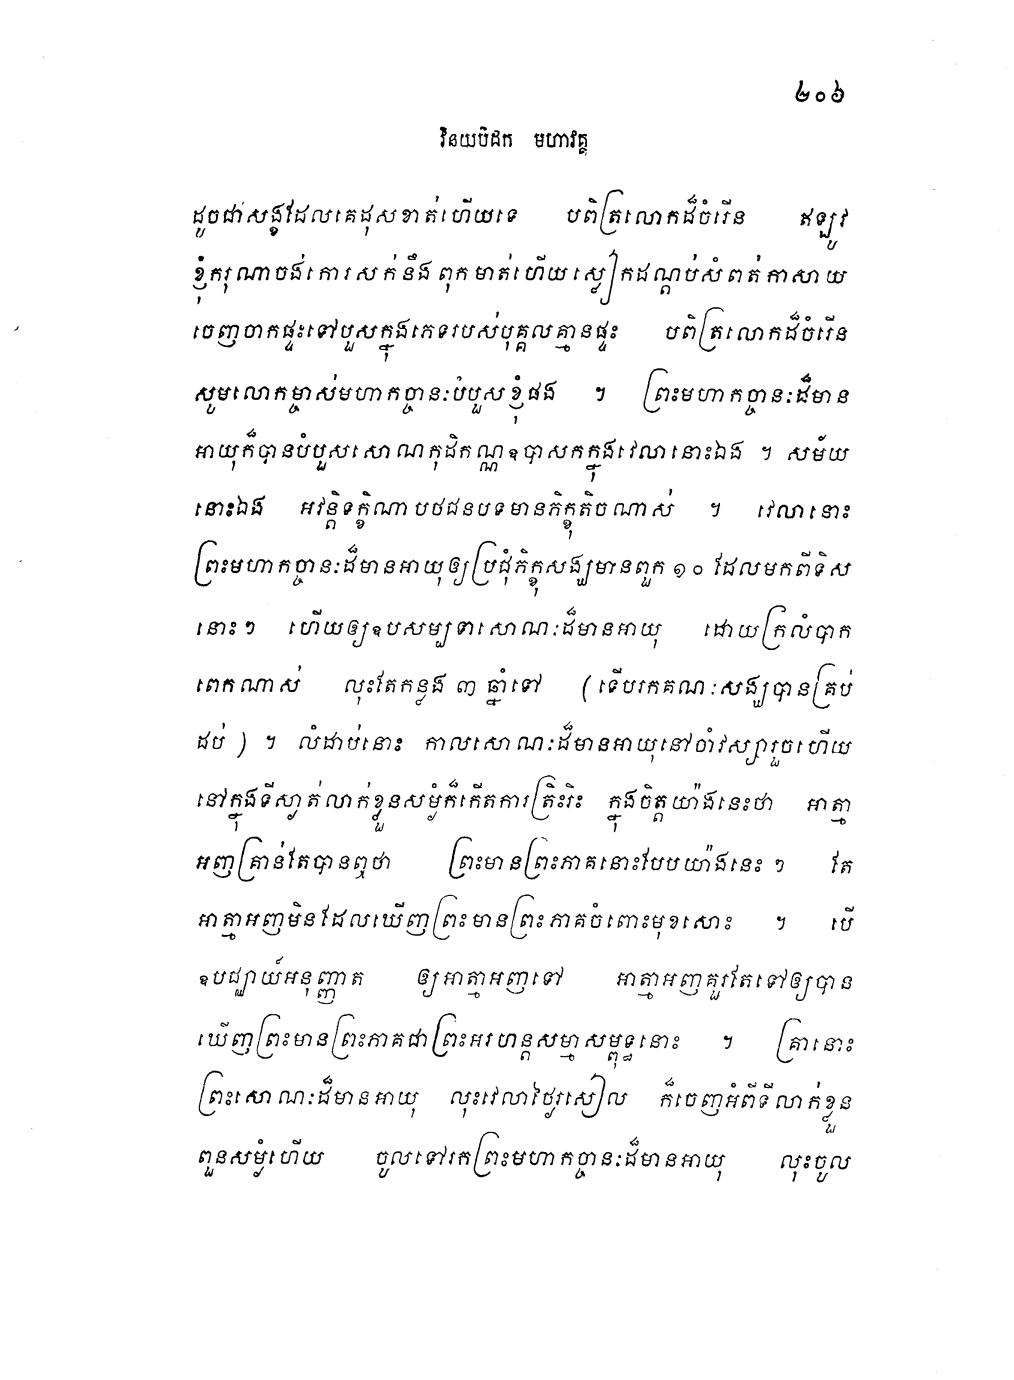 ២០៦
វិនយបិដក មហាវគ្គ
ដូចជាសង្ខដែលគេដុសខាត់ហើយទេ បពិត្រលោកដ៏ចំរើន ឥឡូវ
ខ្ញុំករុណាចង់កោរសក់នឹងពុកមាត់ហើយស្លៀកដណ្តប់សំពត់កាសាយ
ចេញចាកផ្ទះទៅបួសក្នុងភេទរបស់បុគ្គលគ្មានផ្ទះ បពិត្រលោកដ៏ចំរើន
សូមលោកម្ចាស់មហាកច្ចានៈបំបួសខ្ញុំផង ។ ព្រះមហាកច្ចានៈដ៏មាន
អាយុក៏បានបំបួសសោណកុដិកណ្ណឧបាសកក្នុងវេលានោះឯង ។ សម័យ
នោះឯង អវន្តិទក្ខិណាបថជនបទមានភិក្ខុតិចណាស់ ។ វេលានោះ
ព្រះមហាកច្ចានៈដ៏មានអាយុឲ្យប្រជុំភិក្ខុសង្ឃមានពួក ១០ ដែលមកពីទិស
នោះៗ ហើយឲ្យឧបសម្បទាសោណៈដ៏មានអាយុ ដោយក្រលំបាក
ពេកណាស់ លុះតែកន្លង ៣ ឆ្នាំទៅ ( ទើបរកគណៈសង្ឃបានគ្រប់
ដប់ ) ។ លំដាប់នោះ កាលសោណៈដ៏មានអាយុនៅចាំវស្សារួចហើយ
នៅក្នុងទីស្ងាត់លាក់ខ្លួនសម្ងំក៏កើតការត្រិះរិះ ក្នុងចិត្តយ៉ាងនេះថា អាត្មា
អញគ្រាន់តែបានឮថា ព្រះមានព្រះភាគនោះបែបយ៉ាងនេះៗ តែ
អាត្មាអញមិនដែលឃើញព្រះមានព្រះភាគចំពោះមុខសោះ ។ បើ
ឧបជ្ឈាយ៍អនុញ្ញាត ឲ្យអាត្មាអញទៅ អាត្មាអញគួរតែទៅឲ្យបាន
ឃើញព្រះមានព្រះភាគជាព្រះអរហន្តសម្មាសម្ពុទ្ធនោះ ។ គ្រានោះ
ព្រះសោណៈដ៏មានអាយុ លុះវេលាថ្ងៃរសៀល ក៏ចេញអំពីទីលាក់ខ្លួន
ពួនសម្ងំហើយ ចូលទៅរកព្រះមហាកច្ចានៈដ៏មានអាយុ លុះចូល